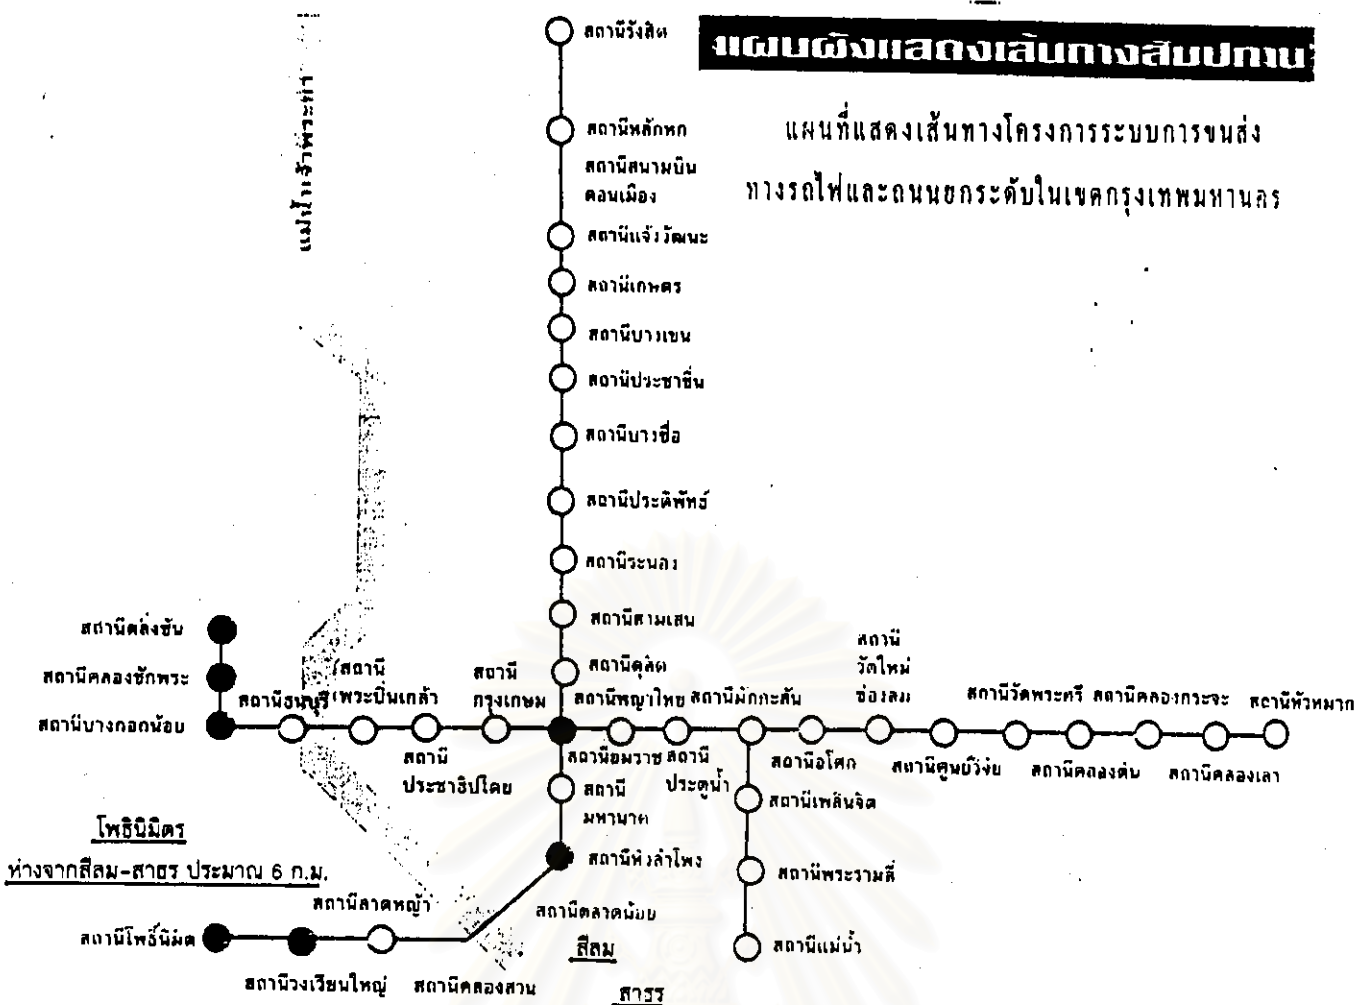 แผนผังแสดงเส้นทางสัมปทาน
แผนที่แสดงเส้นทางโครงการระบบการขนส่ง
ทางรถไฟและถนนยกระดับในเขตกรุงเทพมหานคร
แม่น้ำเจ้าพระยา
สถานีรังสิต
สถานีหลักหก
สถานีสนามบิน
ดอนเมือง
สถานีแจ้งวัฒนะ
สถานีเกษตร
สถานีบางเขน
สถานีประชาชื่น
สถานีบางซื่อ
สถานีประดิพัทธ์
สถานีระนอง
สถานีสามเสน
สถานีดุสิต
สถานีตลิ่งชัน
สถานีคลองชักพระ
สถานีบางกอกน้อย
สถานีธนบุรี
สถานี
พระปิ่นเกล้า
สถานี
ประชาธิปไตย
สถานี
กรุงเกษม
สถานีพญาไทย
สถานียมราช
สถานี
ประตูน้ำ
สถานีมักกะสัน
สถานีอโศก
สถานี
วัดใหม่
ช่องลม
สถานีศูนย์วิจัย
สถานีวัดพระศรี
สถานีคลองตัน
สถานีคลองกระจะ
สถานีคลองเลา
สถานีหัวหมาก
สถานี
มหานาค
สถานีหัวลำโพง
สถานีเพลินจิต
สถานีพระรามสี่
สถานีแม่น้ำ
โพธินิมิตร
ห่างจากสีลม-สาธร ประมาณ 6 ก.ม.
สถานีลาดหญ้า
สถานีตลาดน้อย
สถานีโพธิ์นิมิต
สีลม
สถานีวงเวียนใหญ่
สถานีคลองสาน
สาธร